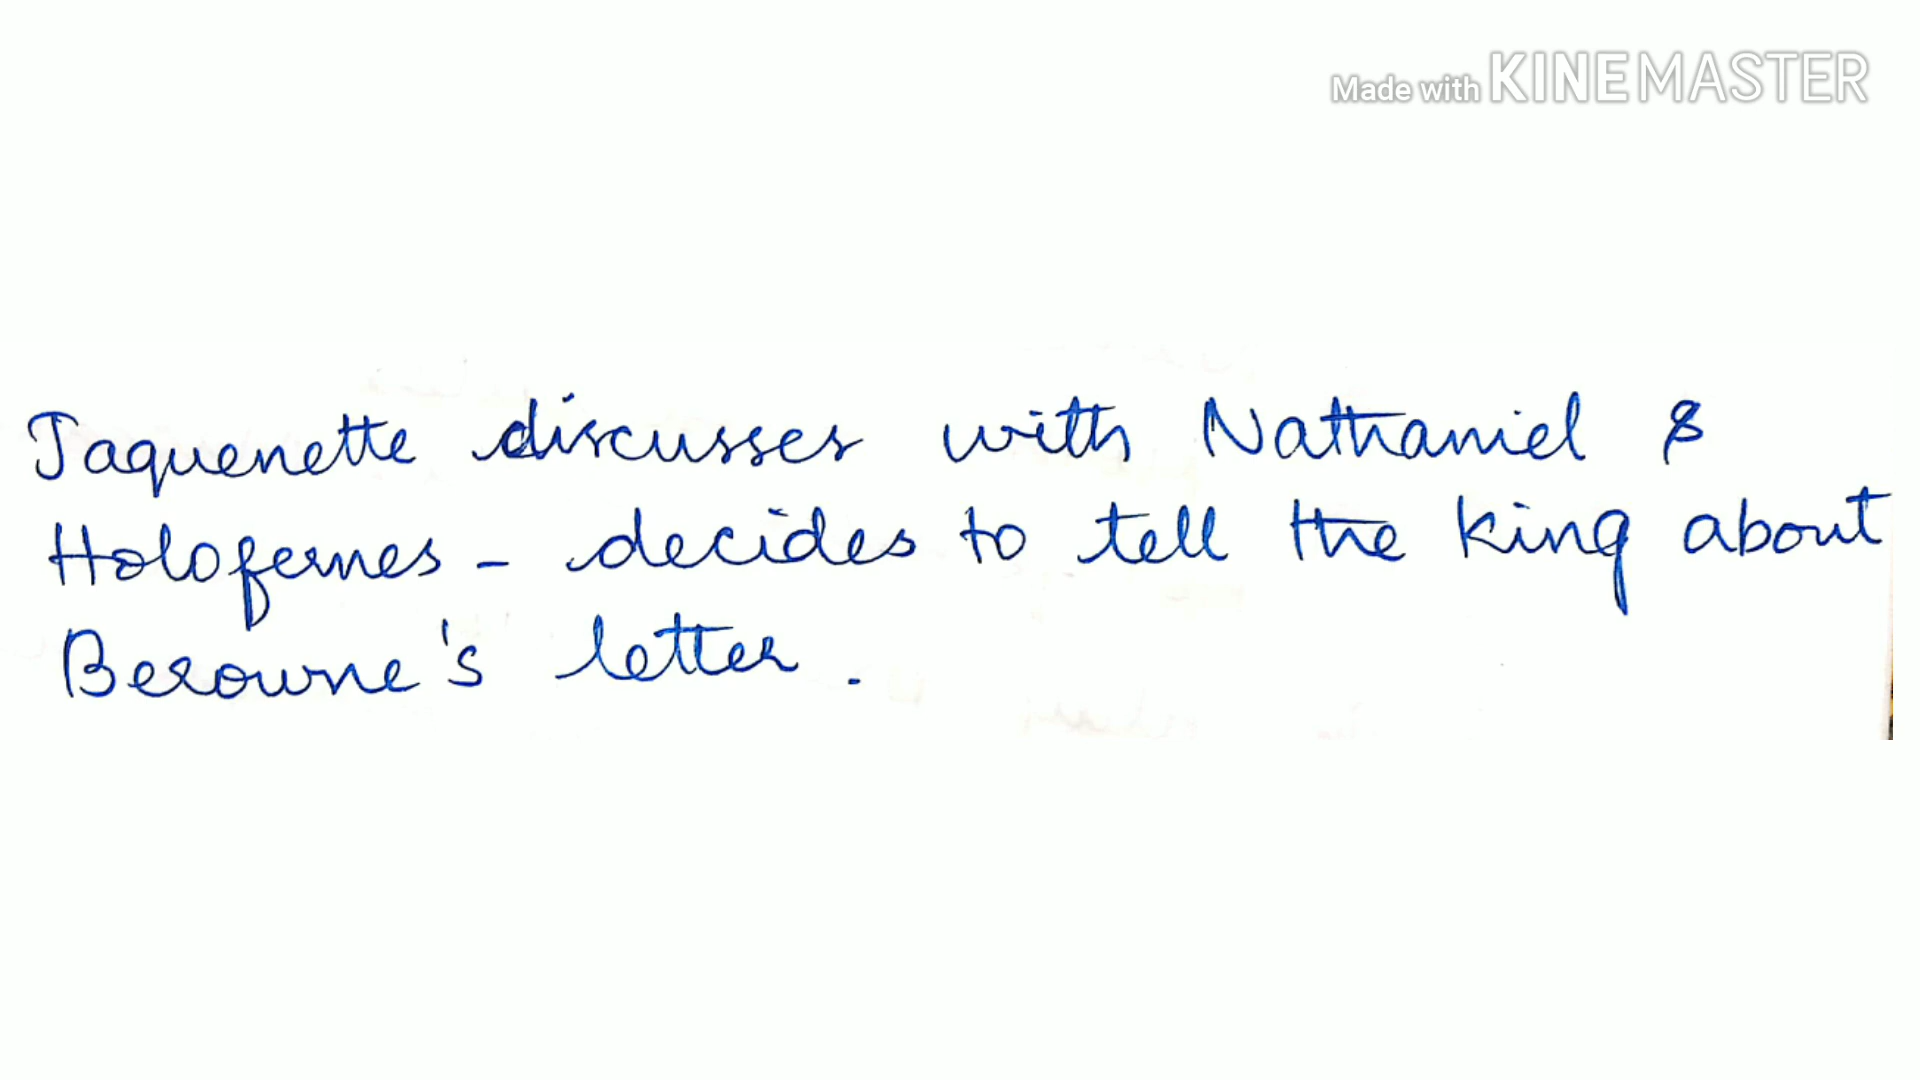 Made with KINEMASTER
Jaquenette discusses with Nathaniel &
Holofernes - decides to tell the king about
Berowne's letter.